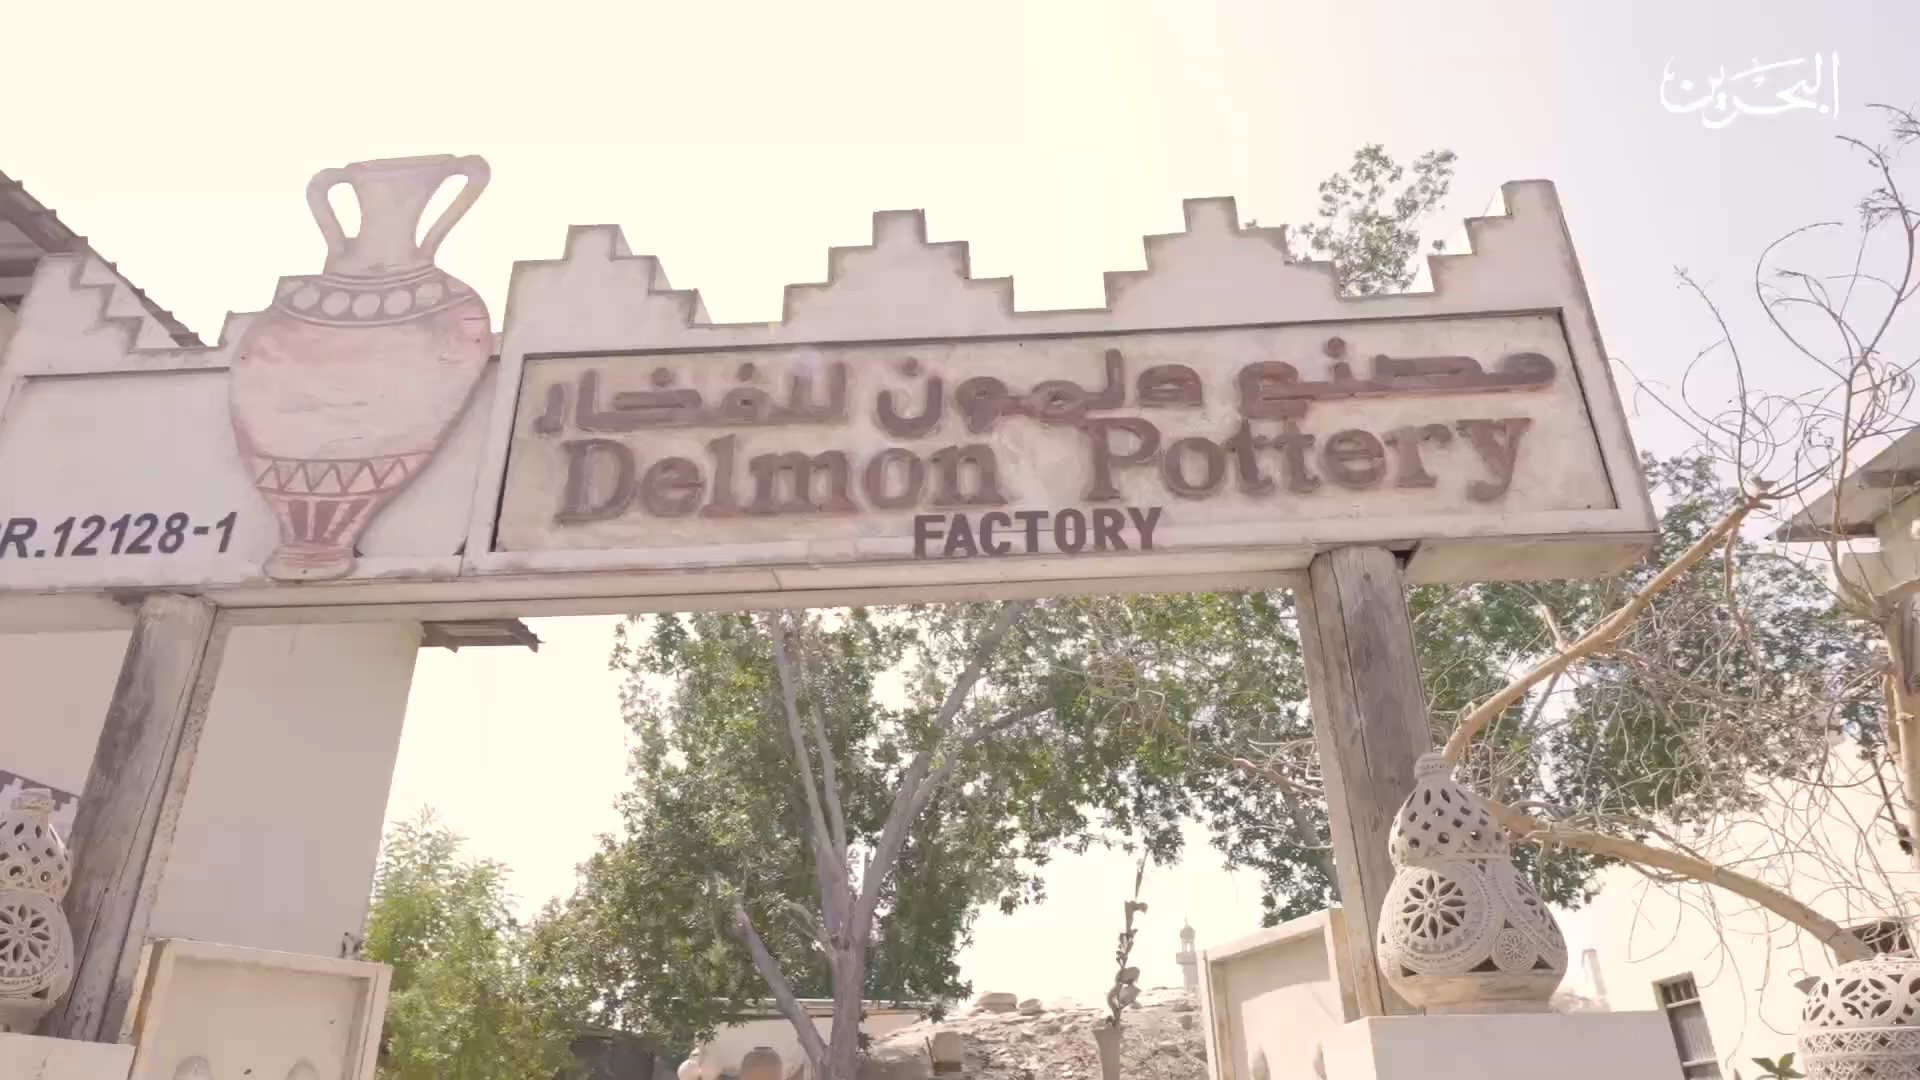 البحرين
مصنع دلمون للفخار
Delmon Pottery
FACTORY
R.12128-1